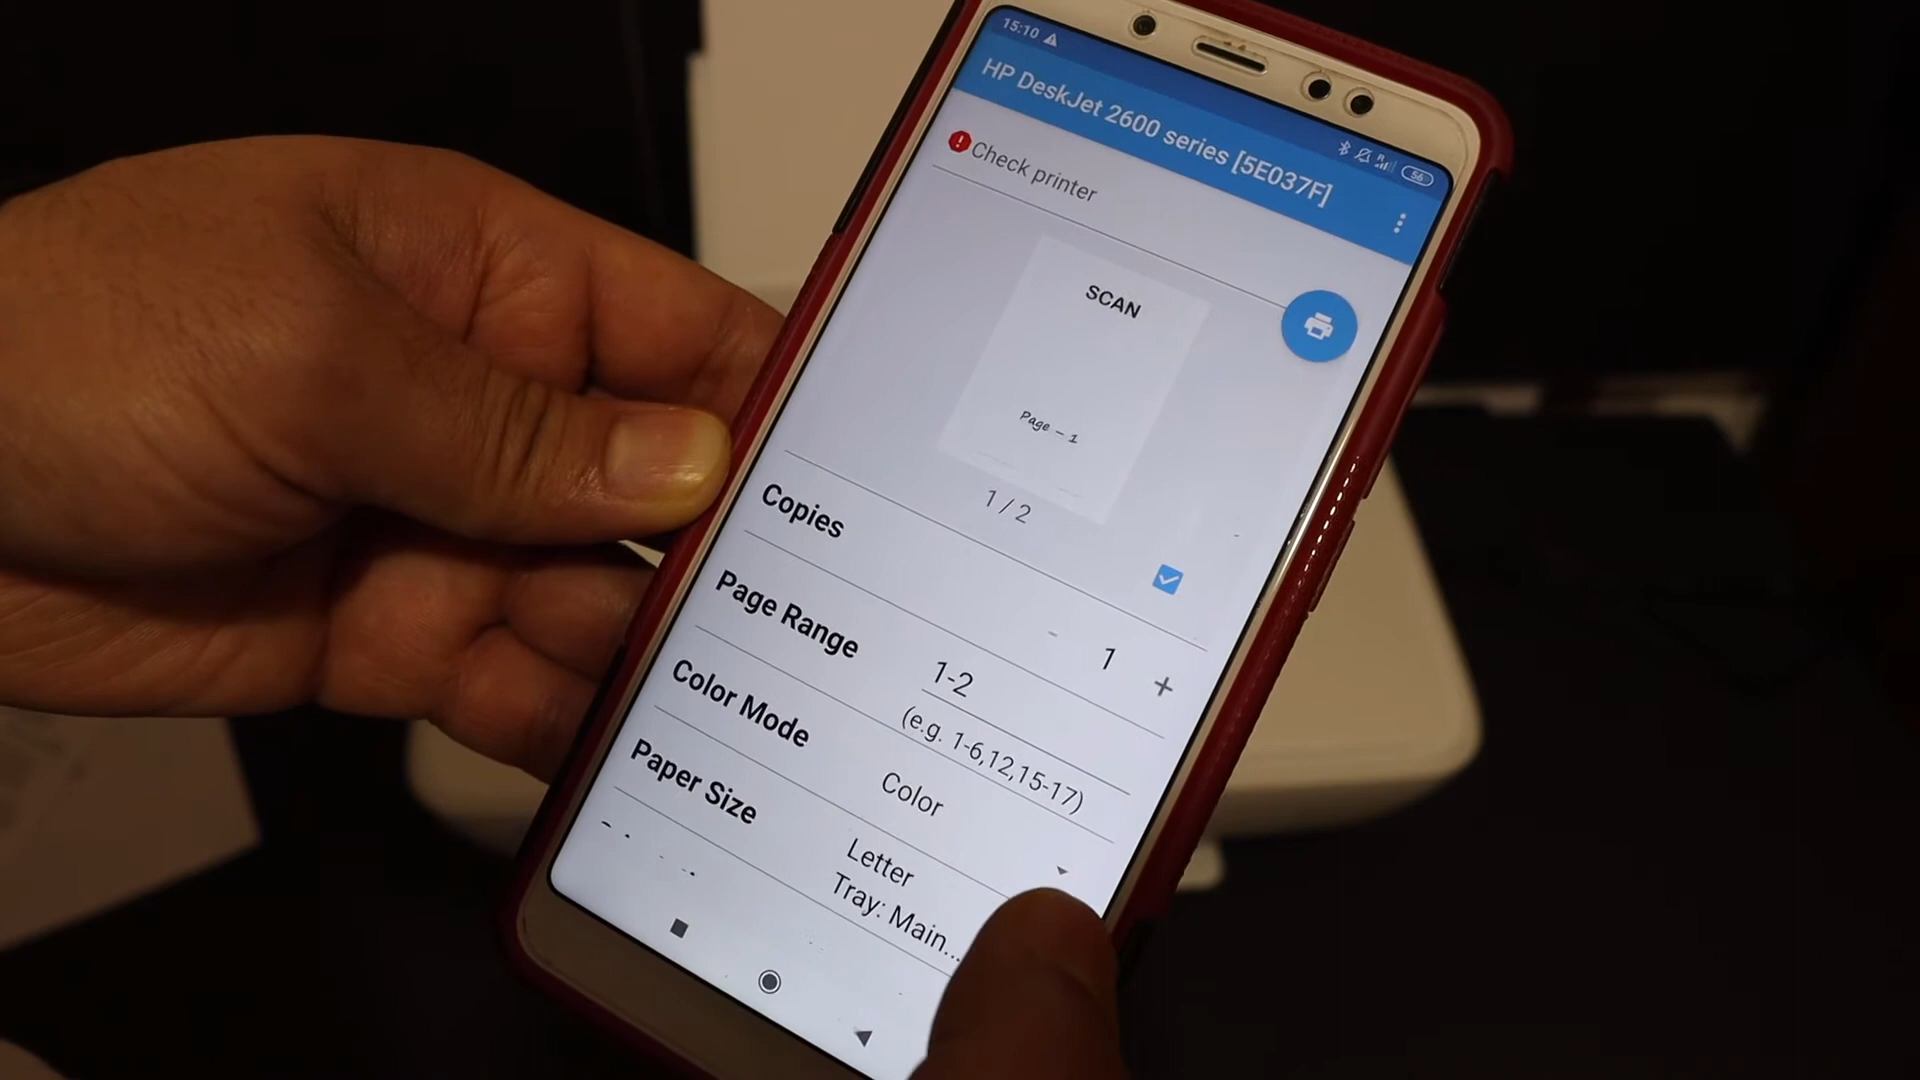 15:10
56
HP DeskJet 2600 series [5E037F]
Check printer
SCAN
Page - 1
1 / 2
Copies
- 1 +
Page Range
1-2
(e.g. 1-6,12,15-17)
Color Mode
Color
Paper Size
Letter
Tray: Main...